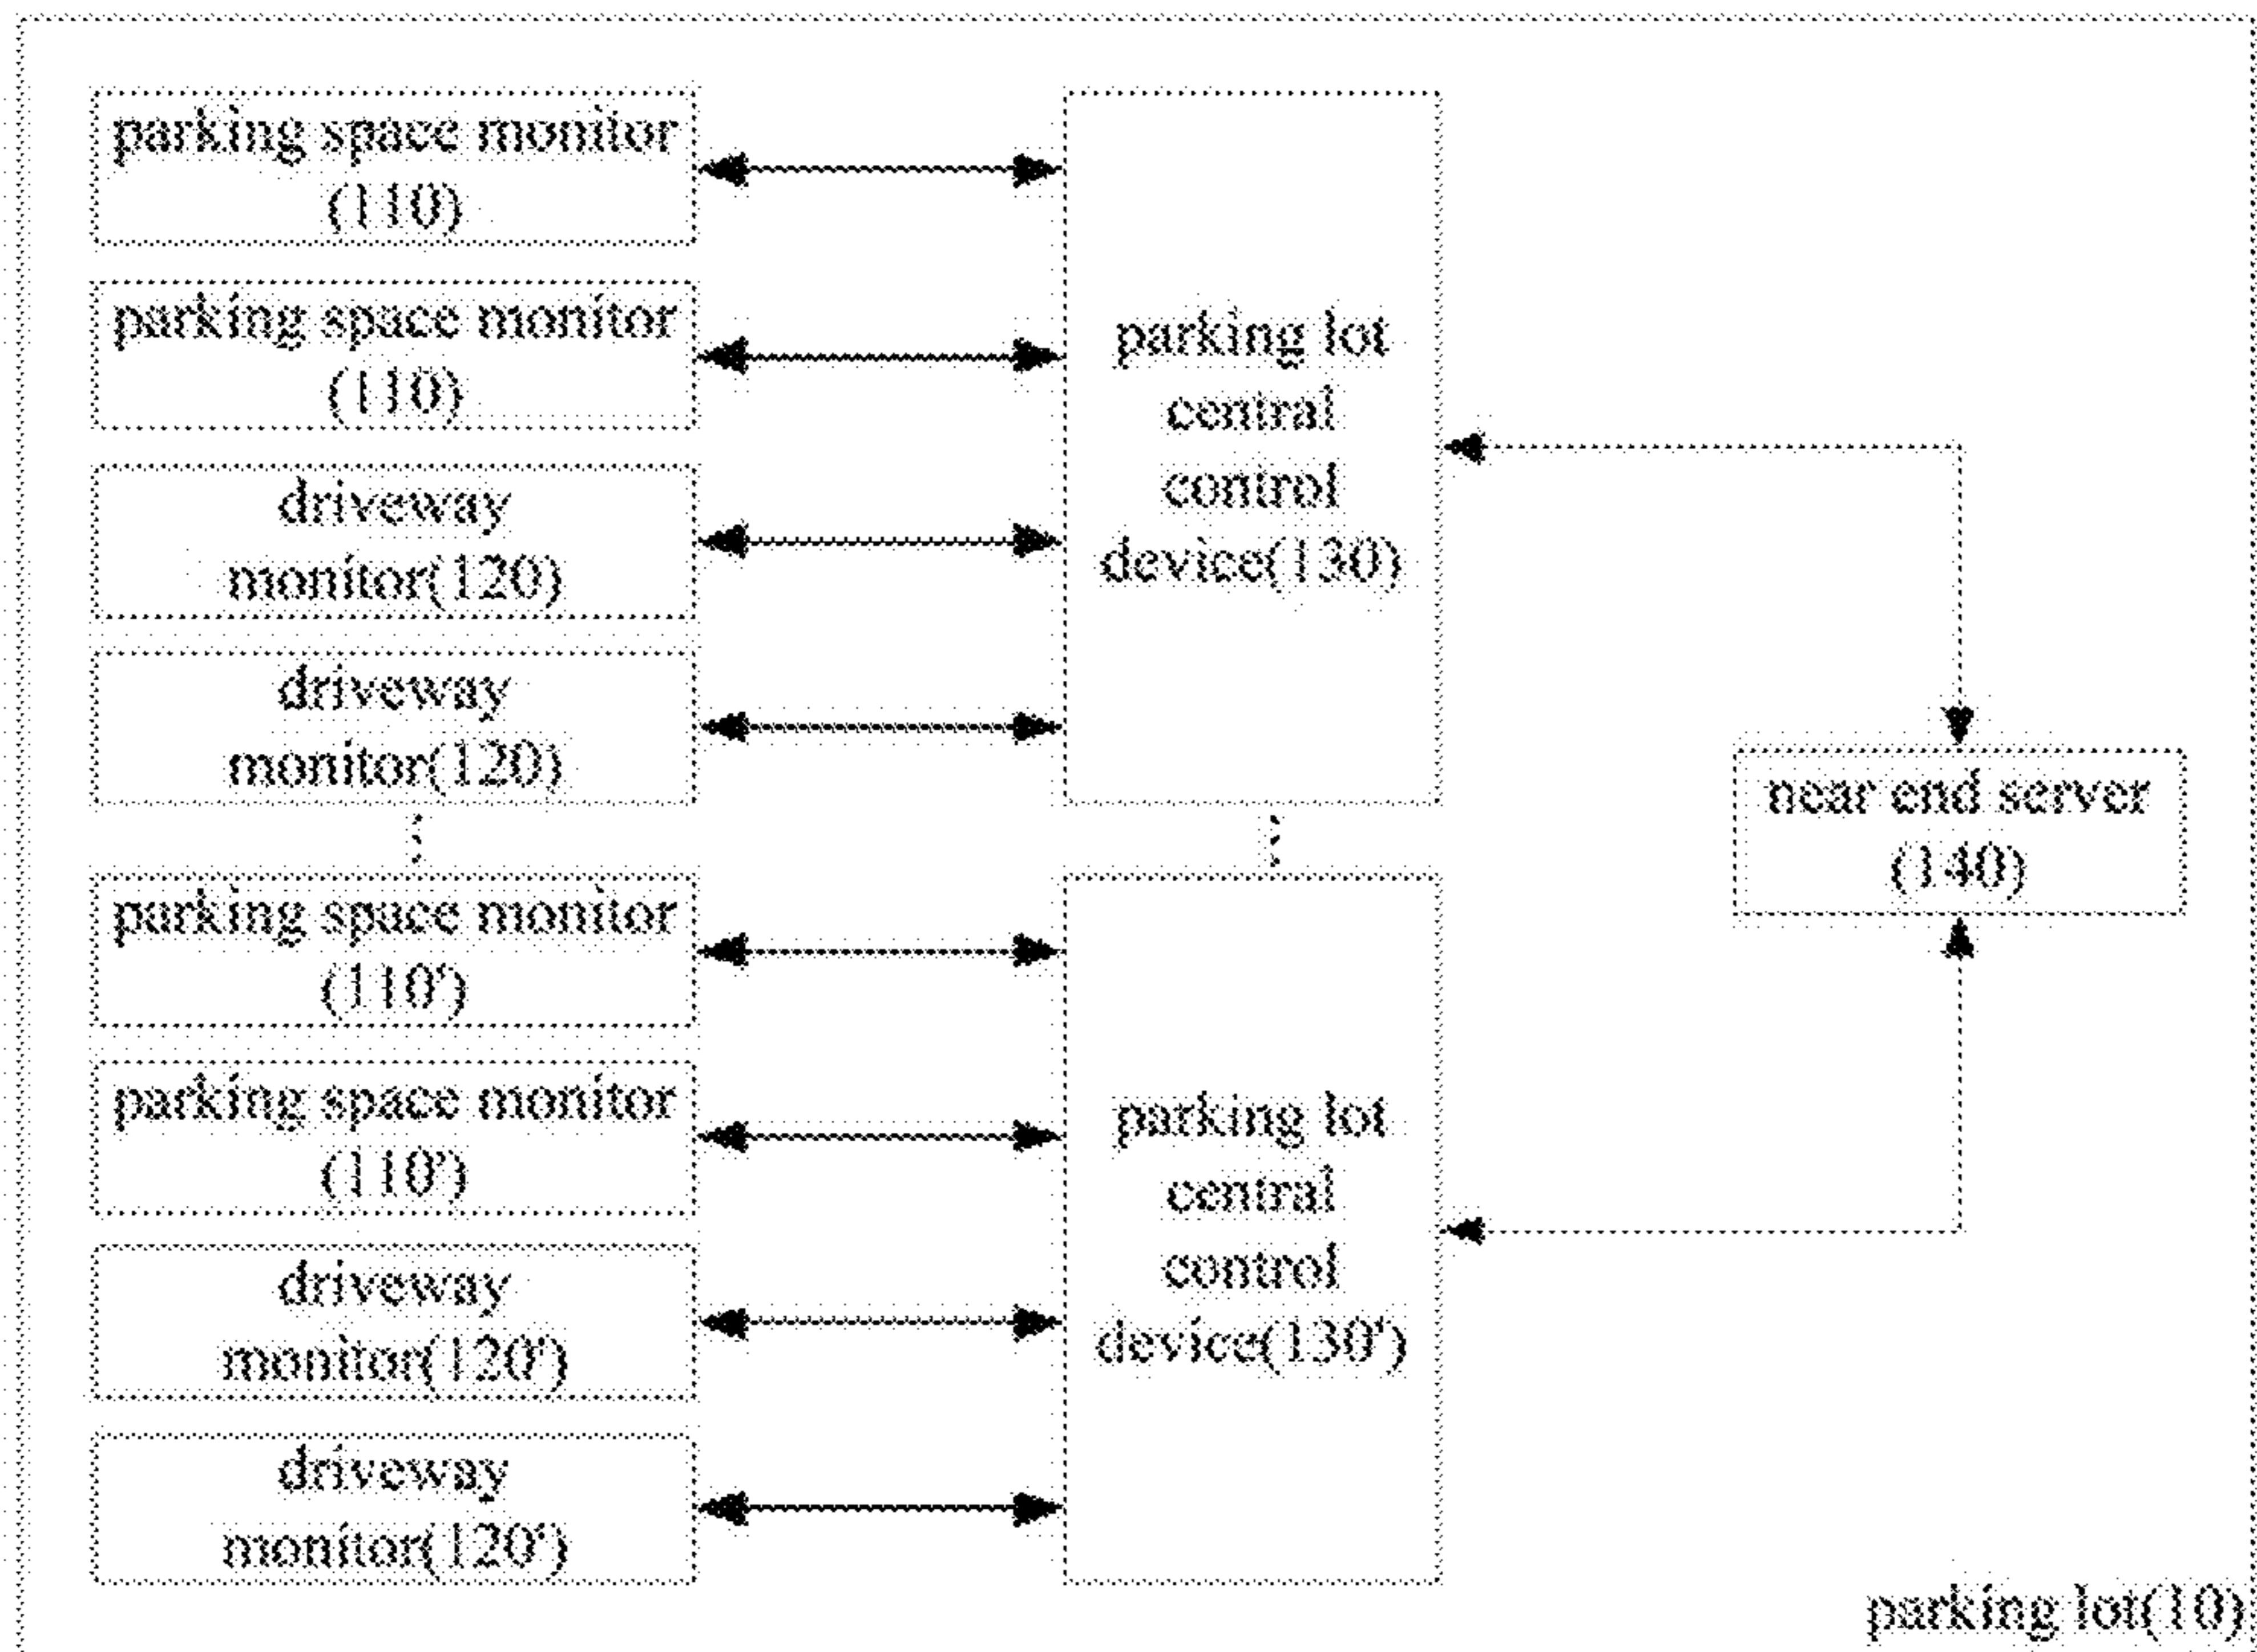 parking space monitor
(110)
parking space monitor
(110)
driveway
monitor(120)
driveway
monitor(120)
parking space monitor
(110')
parking space monitor
(110')
driveway
monitor(120')
driveway
monitor(120')
parking lot
central
control
device(130)
parking lot
central
control
device(130')
near end server
(140)
parking lot(10)